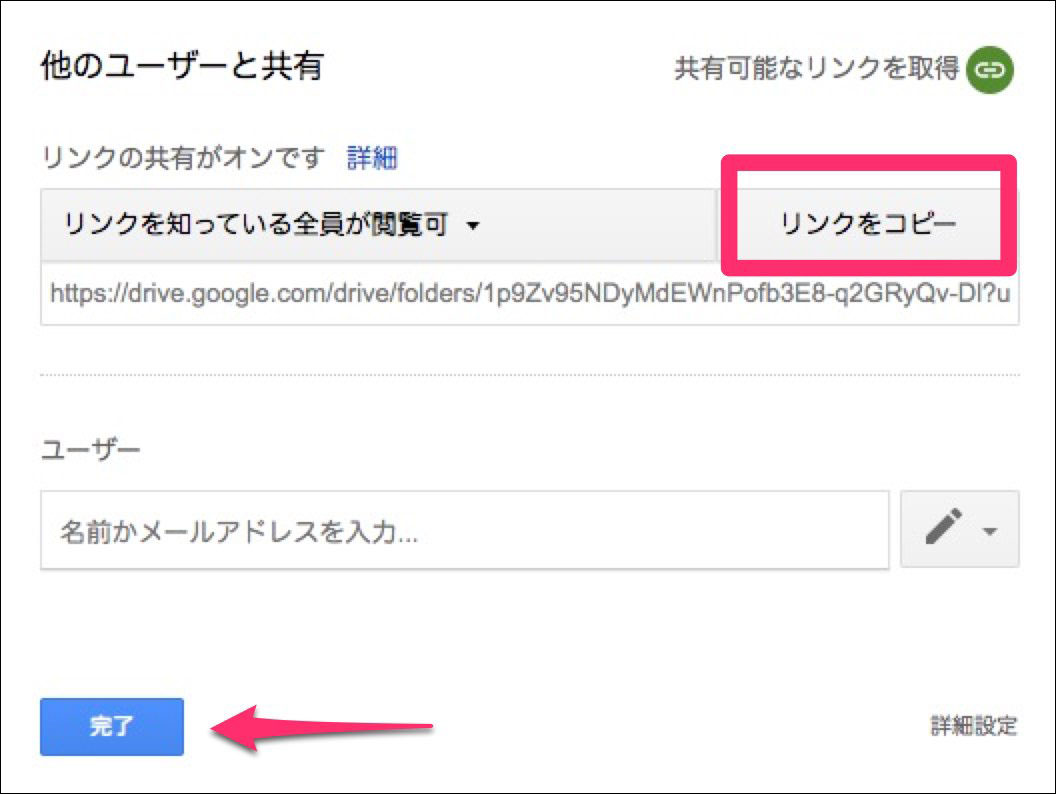 他のユーザーと共有
共有可能なリンクを取得
リンクの共有がオンです 詳細
リンクを知っている全員が閲覧可
リンクをコピー
https://drive.google.com/drive/folders/1p9Zv95NDyMdEWnPofb3E8-q2GRyQv-DI?u
ユーザー
名前かメールアドレスを入力...
完了
詳細設定